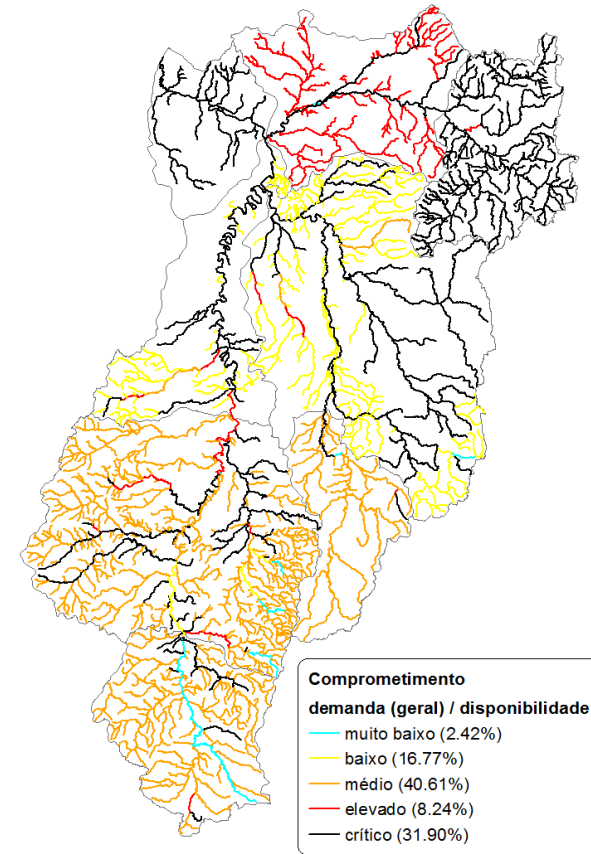 Comprometimento
demanda (geral) / disponibilidade
muito baixo (2.42%)
baixo (16.77%)
médio (40.61%)
elevado (8.24%)
crítico (31.90%)